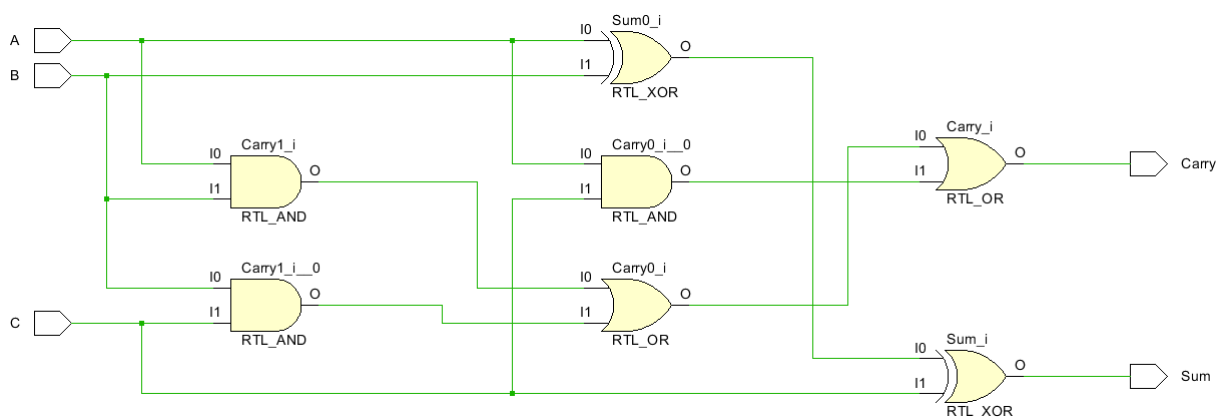 Sum0_i
A
I0
O
B
I1
RTL_XOR
Carry1_i
I0
O
I1
RTL_AND
Carry0_i__0
I0
O
I1
RTL_AND
Carry_i
I0
O
I1
RTL_OR
Carry
Carry1_i__0
I0
O
I1
RTL_AND
C
Carry0_i
I0
O
I1
RTL_OR
Sum_i
I0
O
I1
RTL_XOR
Sum